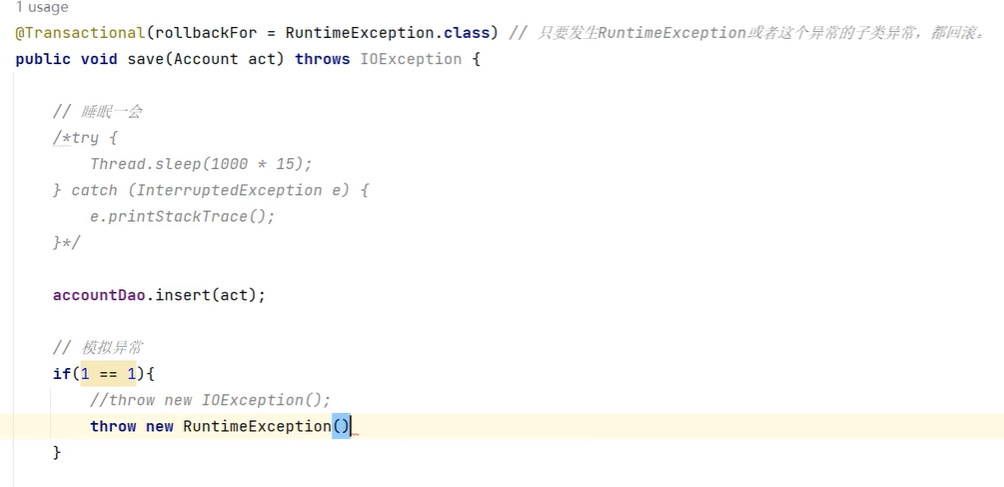 1 usage
@Transactional(rollbackFor = RuntimeException.class) // 只要发生RuntimeException或者这个异常的子类异常，都回滚。
public void save(Account act) throws IOException {
// 睡眠一会
/*try {
Thread.sleep(1000 * 15);
} catch (InterruptedException e) {
e.printStackTrace();
}*/
accountDao.insert(act);
// 模拟异常
if(1 == 1){
//throw new IOException();
throw new RuntimeException()
}